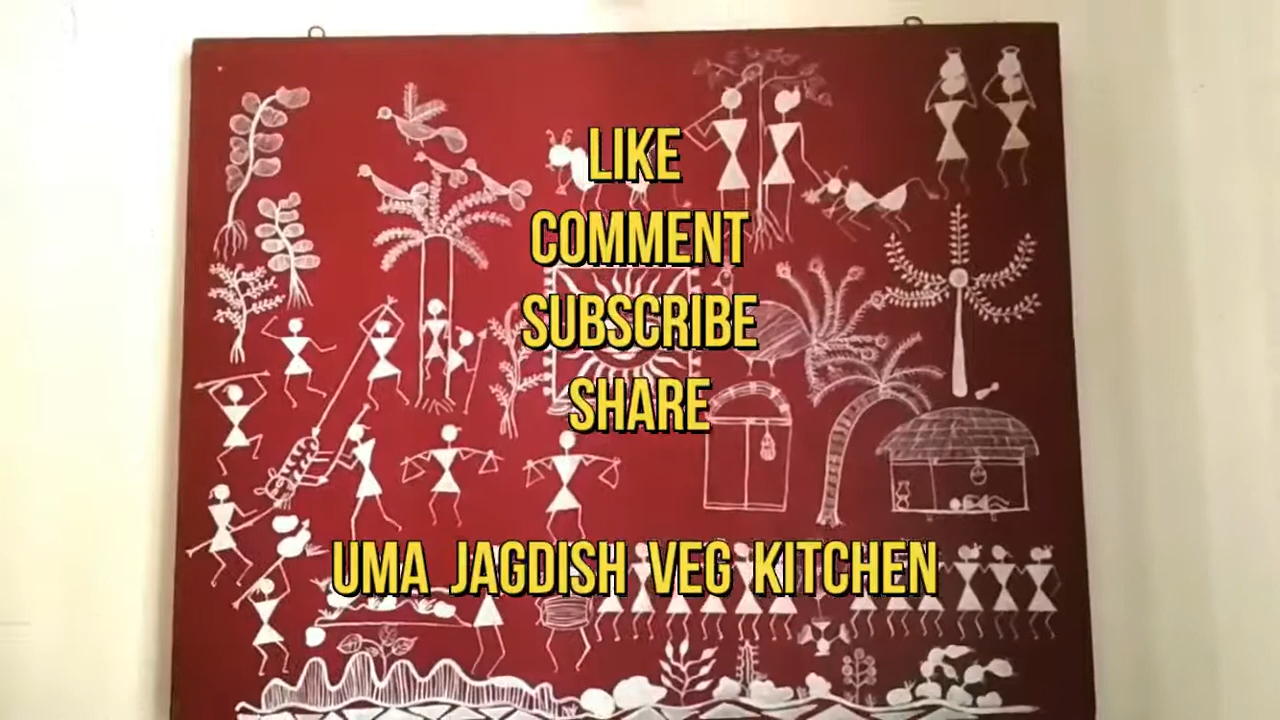 LIKE
COMMENT
SUBSCRIBE
SHARE
UMA JAGDISH VEG KITCHEN